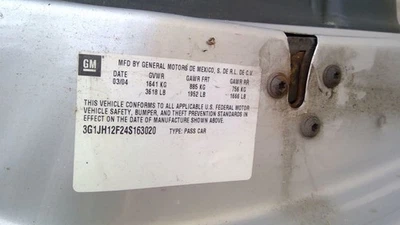 GM
MFD BY GENERAL MOTORS DE MEXICO, S. DE R.L. DE C.V.
DATE GVWR GAWR FRT GAWR RR
03/04 1641 KG 885 KG 756 KG
3618 LB 1952 LB 1666 LB
THIS VEHICLE CONFORMS TO ALL APPLICABLE U.S. FEDERAL MOTOR
VEHICLE SAFETY, BUMPER, AND THEFT PREVENTION STANDARDS IN
EFFECT ON THE DATE OF MANUFACTURE SHOWN ABOVE.
3G1JH12F24S163020 TYPE: PASS CAR